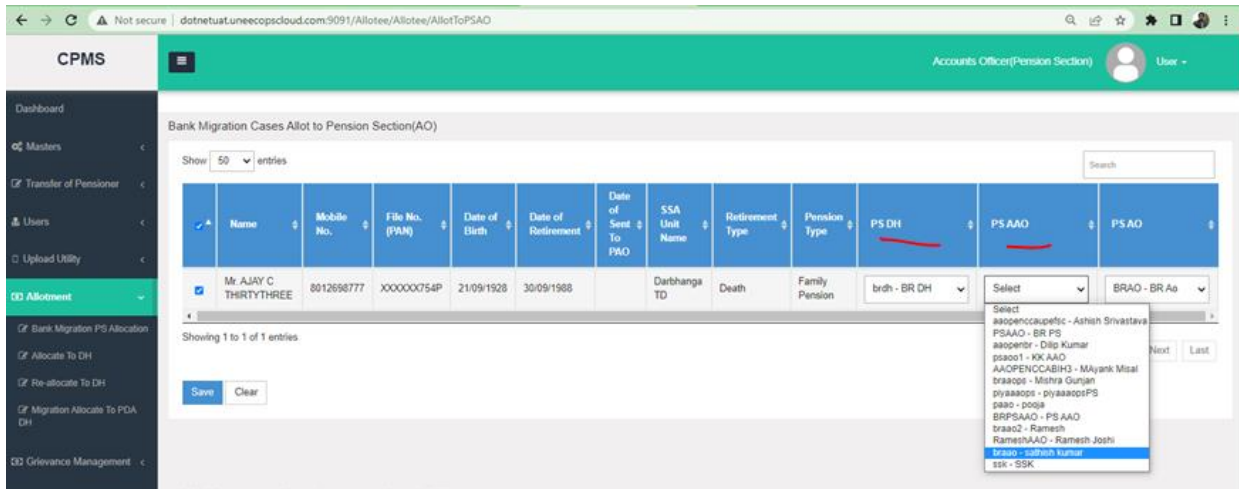 Not secure | dotnetuat.uneecopscloud.com:9091/Allotee/Allotee/AllotToPSAO
CPMS
Accounts Officer(Pension Section)
User
Dashboard
Masters
Transfer of Pensioner
Users
Upload Utility
Allotment
Bank Migration PS Allocation
Allocate To DH
Re-allocate To DH
Migration Allocate To PDA
DH
Grievance Management
Bank Migration Cases Allot to Pension Section(AO)
Show 50 entries
Search
Name
Mobile
No.
File No.
(PAN)
Date of
Birth
Date of
Retirement
Date
of
Sent
To
PAO
SSA
Unit
Name
Retirement
Type
Pension
Type
PS DH
PS AAO
PS AO
Mr. AJAY C
THIRTYTHREE
8012698777
XXXXXX754P
21/09/1928
30/09/1988
Darbhanga
TD
Death
Family
Pension
brdh - BR DH
Select
BRAO - BR Ao
Select
aaopenccaupefsc - Ashish Srivastava
PSAAO - BR PS
aaopenbr - Dilip Kumar
psaoo1 - KK AAO
AAOPENCCABIH3 - MAyank Misal
braaops - Mishra Gunjan
piyaaaops - piyaaaopsPS
paao - pooja
BRPSAAO - PS AAO
braao2 - Ramesh
RameshAAO - Ramesh Joshi
braao - sathish kumar
ssk - SSK
Showing 1 to 1 of 1 entries
Next
Last
Save
Clear